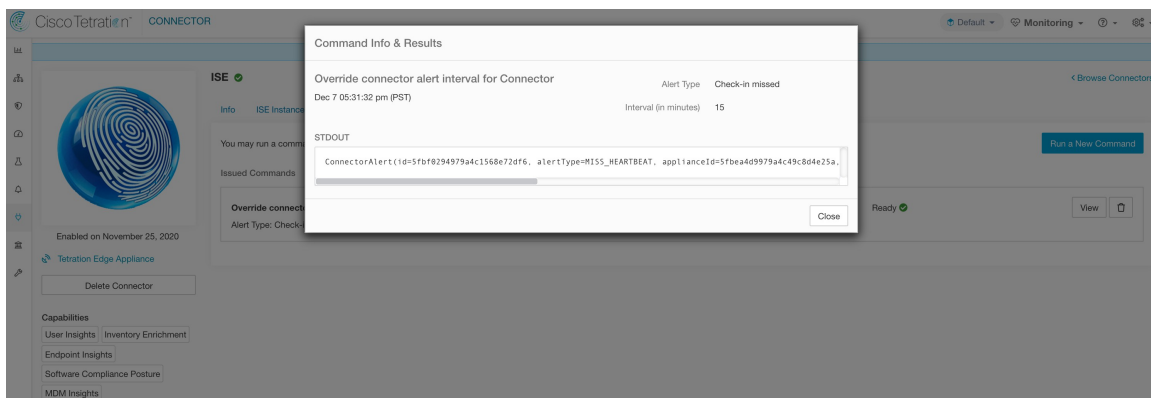 Cisco Tetration CONNECTOR
Default
Monitoring
ISE
< Browse Connectors
Info ISE Instance
You may run a comm
Run a New Command
Issued Commands
Override connect
Alert Type: Check-i
Ready
View
Enabled on November 25, 2020
Tetration Edge Appliance
Delete Connector
Capabilities
User Insights Inventory Enrichment
Endpoint Insights
Software Compliance Posture
MDM Insights
Command Info & Results
Override connector alert interval for Connector
Dec 7 05:31:32 pm (PST)
Alert Type Check-in missed
Interval (in minutes) 15
STDOUT
ConnectorAlert(id=5fbf0294979a4c1568e72df6, alertType=MISS_HEARTBEAT, applianceId=5fbea4d9979a4c49c8d4e25a,
Close